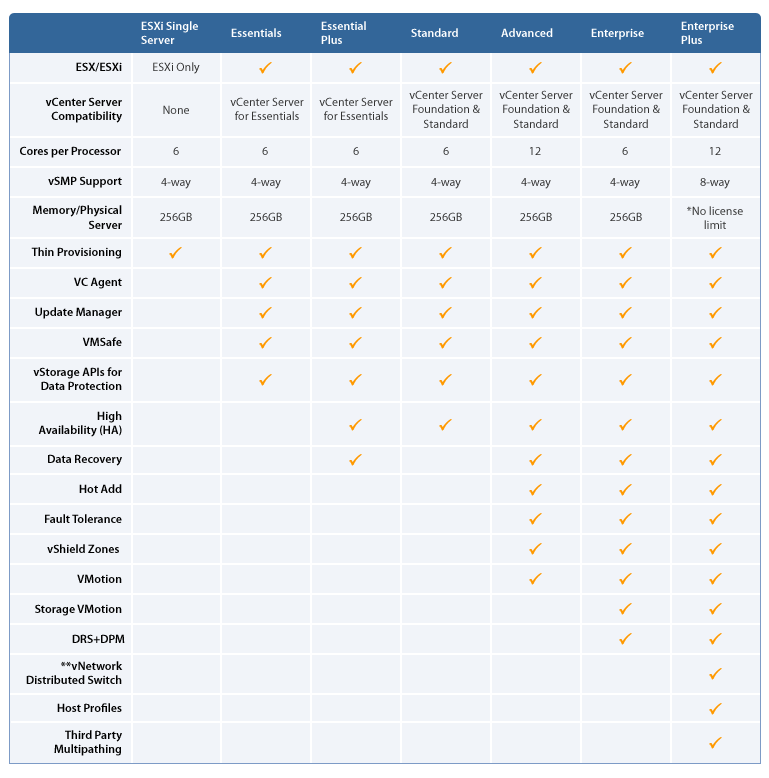 ESXi Single Server Essentials Essential Plus Standard Advanced Enterprise Enterprise Plus
ESX/ESXi ESXi Only ✓ ✓ ✓ ✓ ✓ ✓
vCenter Server Compatibility None vCenter Server for Essentials vCenter Server for Essentials vCenter Server Foundation & Standard vCenter Server Foundation & Standard vCenter Server Foundation & Standard vCenter Server Foundation & Standard
Cores per Processor 6 6 6 6 12 6 12
vSMP Support 4-way 4-way 4-way 4-way 4-way 4-way 8-way
Memory/Physical Server 256GB 256GB 256GB 256GB 256GB 256GB *No license limit
Thin Provisioning ✓ ✓ ✓ ✓ ✓ ✓ ✓
VC Agent ✓ ✓ ✓ ✓ ✓ ✓
Update Manager ✓ ✓ ✓ ✓ ✓ ✓
VMSafe ✓ ✓ ✓ ✓ ✓ ✓
vStorage APIs for Data Protection ✓ ✓ ✓ ✓ ✓ ✓
High Availability (HA) ✓ ✓ ✓ ✓ ✓
Data Recovery ✓ ✓ ✓ ✓
Hot Add ✓ ✓ ✓
Fault Tolerance ✓ ✓ ✓
vShield Zones ✓ ✓ ✓
VMotion ✓ ✓ ✓
Storage VMotion ✓ ✓
DRS+DPM ✓ ✓
**vNetwork Distributed Switch ✓
Host Profiles ✓
Third Party Multipathing ✓